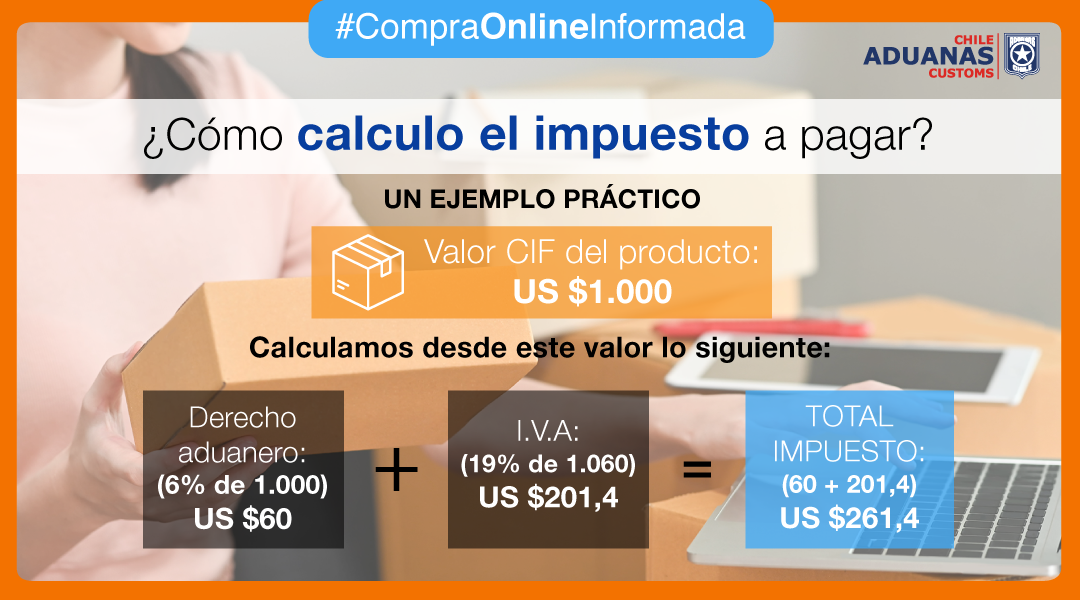 #CompraOnlineInformada
CHILE
ADUANAS
CUSTOMS
¿Cómo calculo el impuesto a pagar?
UN EJEMPLO PRÁCTICO
Valor CIF del producto:
US $1.000
Calculamos desde este valor lo siguiente:
Derecho
aduanero:
(6% de 1.000)
US $60
+
I.V.A:
(19% de 1.060)
US $201,4
=
TOTAL
IMPUESTO:
(60 + 201,4)
US $261,4